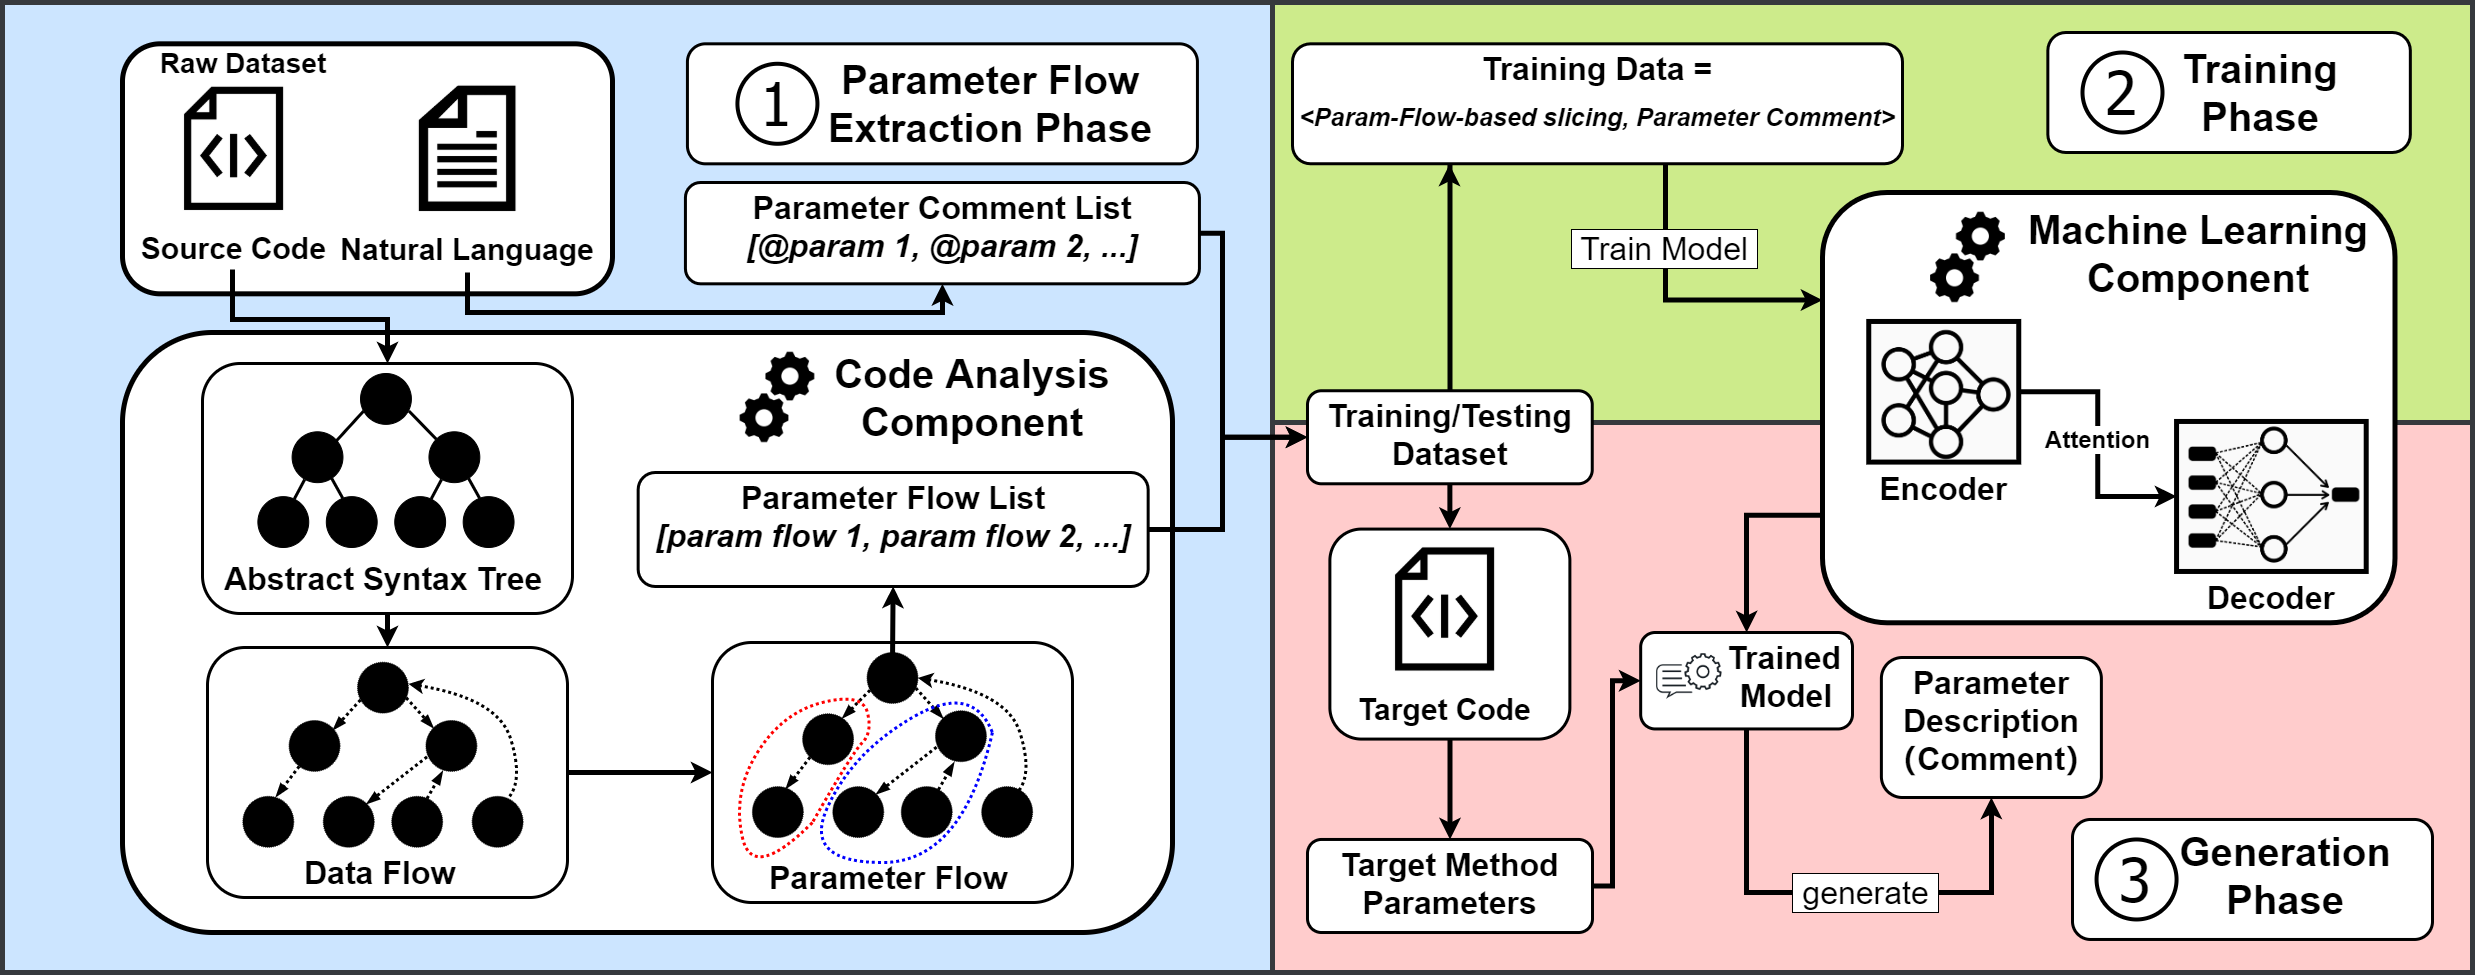 Raw Dataset
Source Code
Natural Language
1
Parameter Flow
Extraction Phase
Parameter Comment List
[@param 1, @param 2, ...]
Code Analysis
Component
Abstract Syntax Tree
Parameter Flow List
[param flow 1, param flow 2, ...]
Data Flow
Parameter Flow
Training Data =
<Param-Flow-based slicing, Parameter Comment>
2
Training
Phase
Train Model
Machine Learning
Component
Encoder
Attention
Decoder
Training/Testing
Dataset
Target Code
Target Method
Parameters
Trained
Model
generate
Parameter
Description
(Comment)
3
Generation
Phase